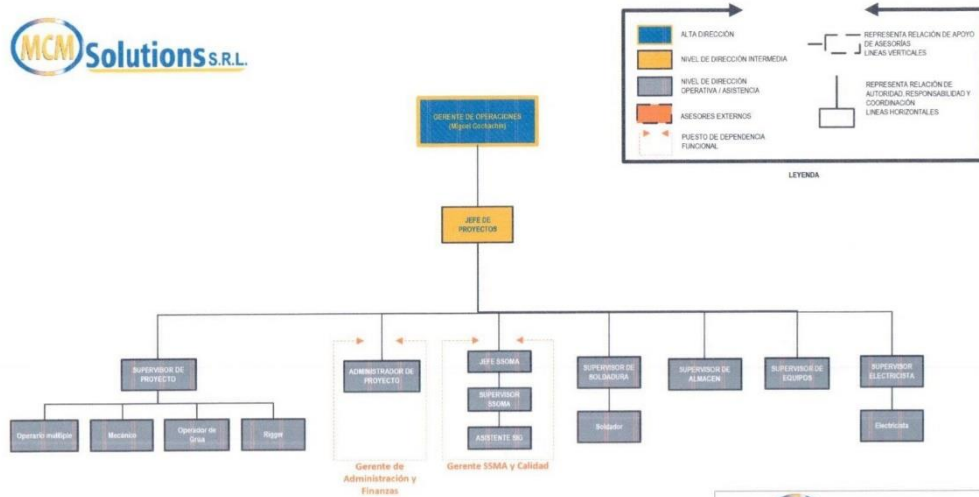 MCM Solutions S.R.L.
ALTA DIRECCIÓN
NIVEL DE DIRECCIÓN INTERMEDIA
NIVEL DE DIRECCIÓN
OPERATIVA / ASISTENCIA
ASESORES EXTERNOS
PUESTO DE DEPENDENCIA
FUNCIONAL
REPRESENTA RELACIÓN DE APOYO
DE ASESORÍAS
LINEAS VERTICALES
REPRESENTA RELACIÓN DE
AUTORIDAD, RESPONSABILIDAD Y
COORDINACIÓN
LINEAS HORIZONTALES
LEYENDA
GERENTE DE OPERACIONES
(Miguel Cochachin)
JEFE DE
PROYECTOS
SUPERVISOR DE
PROYECTO
ADMINISTRADOR DE
PROYECTO
JEFE SSOMA
SUPERVISOR DE
SOLDADURA
SUPERVISOR DE
ALMACEN
SUPERVISOR DE
EQUIPOS
SUPERVISOR
ELECTRICISTA
SUPERVISOR
SSOMA
Operario multiple
Mecánico
Operador de
Grua
Rigger
ASISTENTE SIG
Soldador
Electricista
Gerente de
Administración y
Finanzas
Gerente SSMA y Calidad